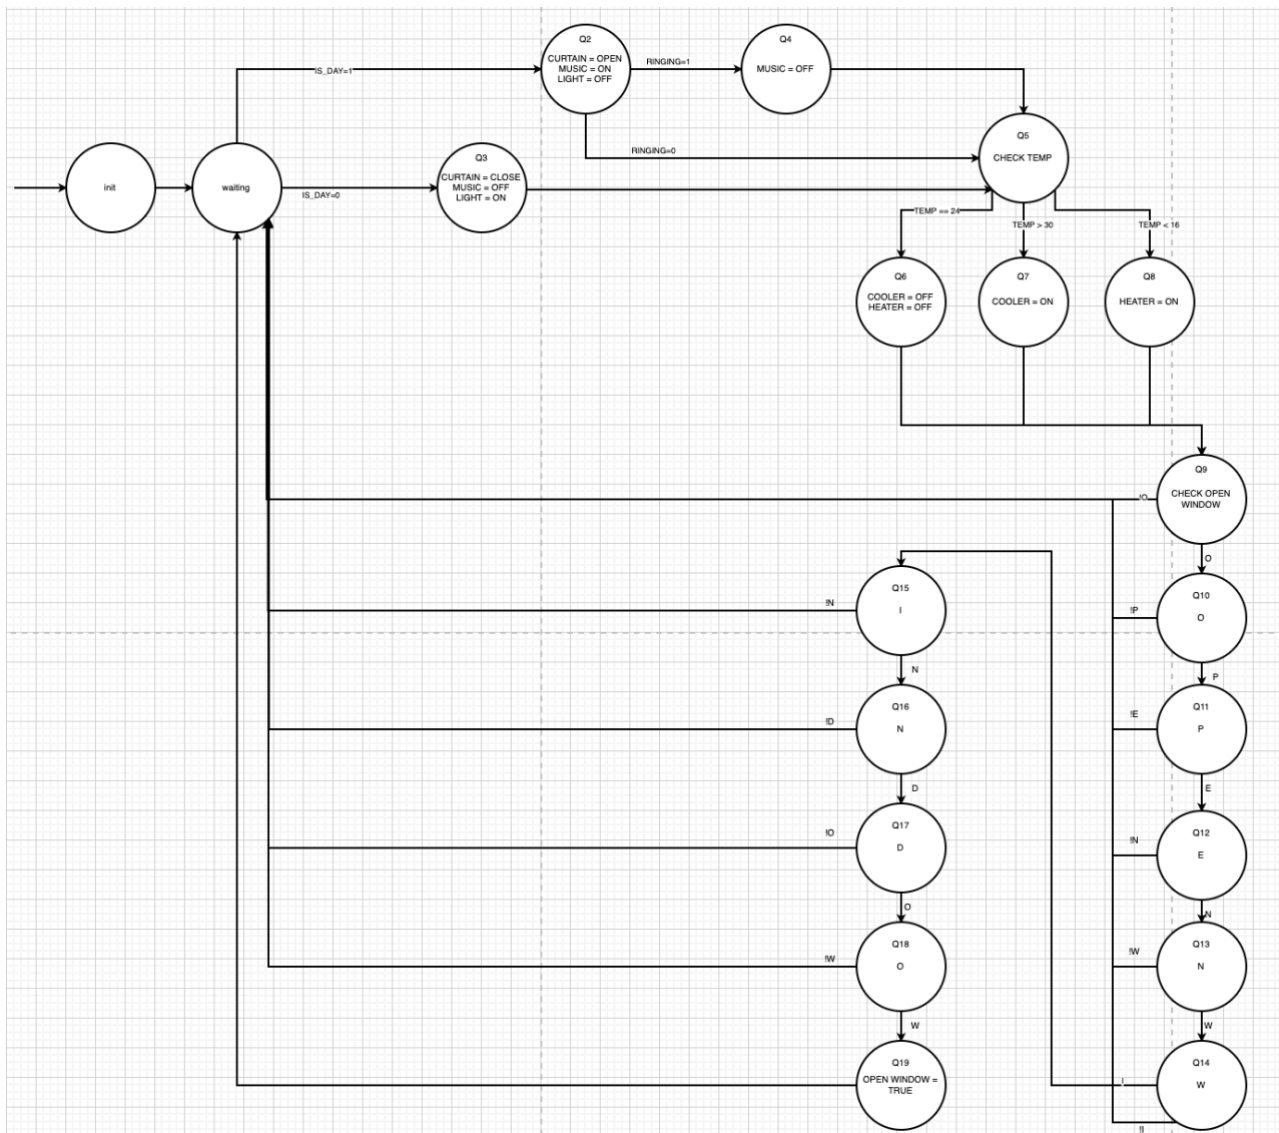 Q2
CURTAIN = OPEN
MUSIC = ON
LIGHT = OFF
RINGING=1
Q4
MUSIC = OFF
IS_DAY=1
RINGING=0
Q5
CHECK TEMP
init
waiting
IS_DAY=0
Q3
CURTAIN = CLOSE
MUSIC = OFF
LIGHT = ON
TEMP == 24
TEMP > 30
TEMP < 16
Q6
COOLER = OFF
HEATER = OFF
Q7
COOLER = ON
Q8
HEATER = ON
Q9
CHECK OPEN
WINDOW
!O
O
Q10
O
!P
P
Q11
P
!E
E
Q12
E
!N
N
Q13
N
!W
W
Q14
W
I
!I
Q15
I
!N
N
Q16
N
!D
D
Q17
D
!O
O
Q18
O
!W
W
Q19
OPEN WINDOW =
TRUE